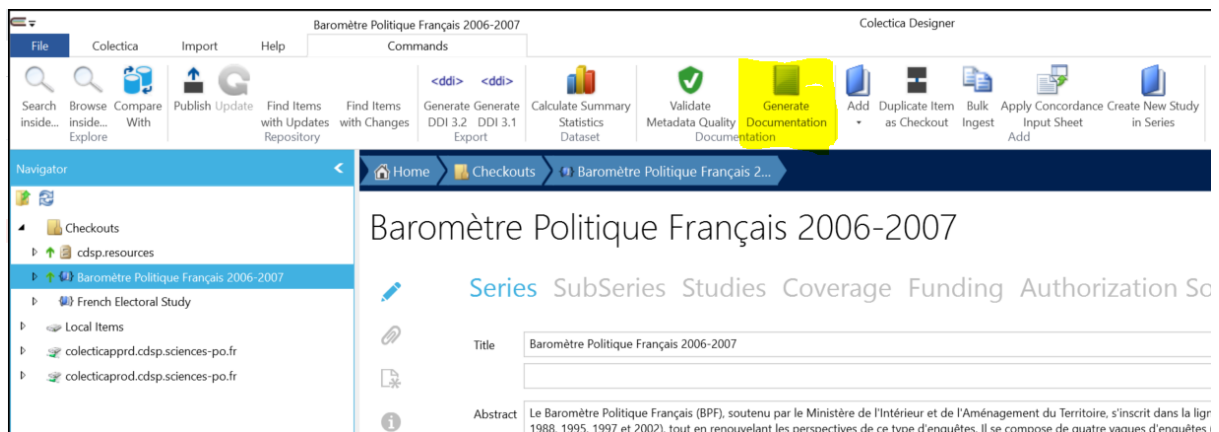 Baromètre Politique Français 2006-2007
Colectica Designer
File Colectica Import Help Commands
<ddi> <ddi>
Search Browse Compare Publish Update Find Items Find Items Generate Generate Calculate Summary Validate Generate Add Duplicate Item Bulk Apply Concordance Create New Study
inside... inside... With with Updates with Changes DDI 3.2 DDI 3.1 Statistics Metadata Quality Documentation as Checkout Ingest Input Sheet in Series
Explore Repository Export Dataset Documentation Add
Navigator
Home Checkouts Baromètre Politique Français 2...
Checkouts
cdsp.resources
Baromètre Politique Français 2006-2007
French Electoral Study
Local Items
colecticapprd.cdsp.sciences-po.fr
colecticaprod.cdsp.sciences-po.fr
Baromètre Politique Français 2006-2007
Series SubSeries Studies Coverage Funding Authorization So
Title Baromètre Politique Français 2006-2007
Abstract Le Baromètre Politique Français (BPF), soutenu par le Ministère de l'Intérieur et de l'Aménagement du Territoire, s'inscrit dans la lign
1988, 1995, 1997 et 2002), tout en renouvelant les perspectives de ce type d'enquêtes. Il se compose de quatre vagues d'enquêtes (